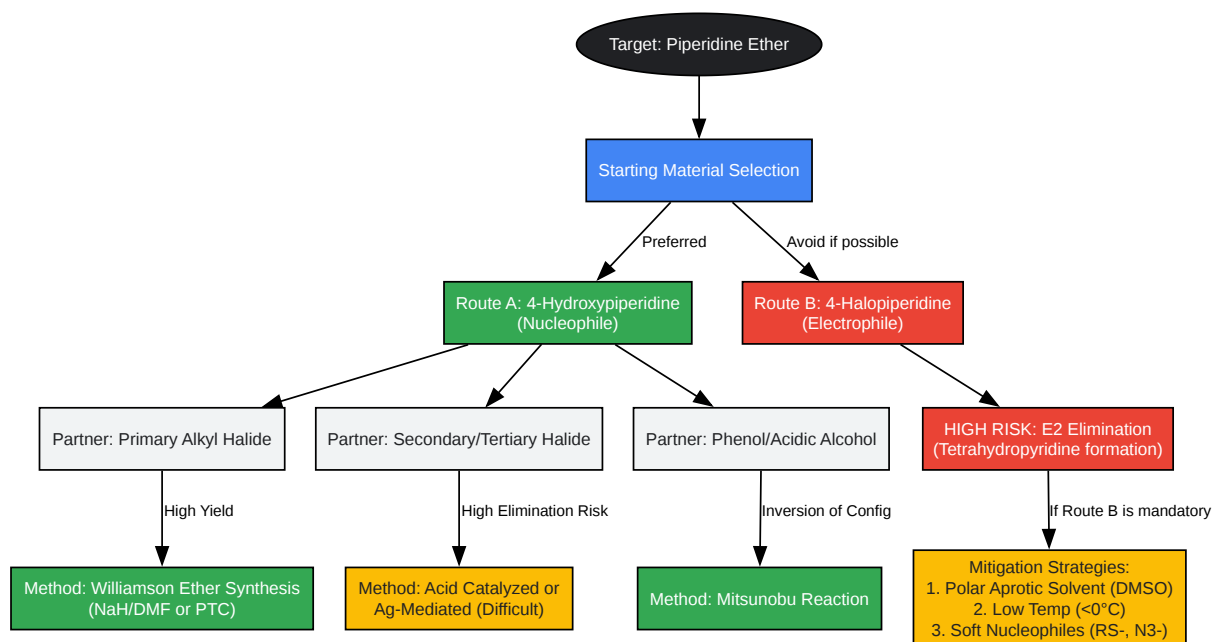 Target: Piperidine Ether
Starting Material Selection
Preferred
Avoid if possible
Route A: 4-Hydroxypiperidine
(Nucleophile)
Route B: 4-Halopiperidine
(Electrophile)
Partner: Primary Alkyl Halide
Partner: Secondary/Tertiary Halide
Partner: Phenol/Acidic Alcohol
HIGH RISK: E2 Elimination
(Tetrahydropyridine formation)
High Yield
High Elimination Risk
Inversion of Config
If Route B is mandatory
Method: Williamson Ether Synthesis
(NaH/DMF or PTC)
Method: Acid Catalyzed or
Ag-Mediated (Difficult)
Method: Mitsunobu Reaction
Mitigation Strategies:
1. Polar Aprotic Solvent (DMSO)
2. Low Temp (<0°C)
3. Soft Nucleophiles (RS-, N3-)